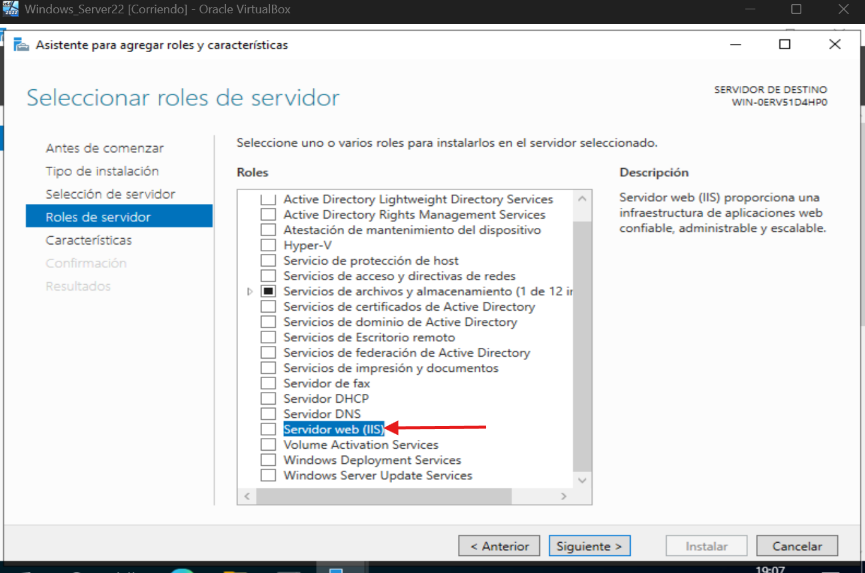 Windows_Server22 [Corriendo] - Oracle VirtualBox
Asistente para agregar roles y características
Seleccionar roles de servidor
SERVIDOR DE DESTINO
WIN-0ERV51D4HP0
Antes de comenzar
Tipo de instalación
Selección de servidor
Roles de servidor
Características
Confirmación
Resultados
Seleccione uno o varios roles para instalarlos en el servidor seleccionado.
Roles
Active Directory Lightweight Directory Services
Active Directory Rights Management Services
Atestación de mantenimiento del dispositivo
Hyper-V
Servicio de protección de host
Servicios de acceso y directivas de redes
Servicios de archivos y almacenamiento (1 de 12 in
Servicios de certificados de Active Directory
Servicios de dominio de Active Directory
Servicios de Escritorio remoto
Servicios de federación de Active Directory
Servicios de impresión y documentos
Servidor de fax
Servidor DHCP
Servidor DNS
Servidor web (IIS)
Volume Activation Services
Windows Deployment Services
Windows Server Update Services
Descripción
Servidor web (IIS) proporciona una
infraestructura de aplicaciones web
confiable, administrable y escalable.
< Anterior
Siguiente >
Instalar
Cancelar
19:07